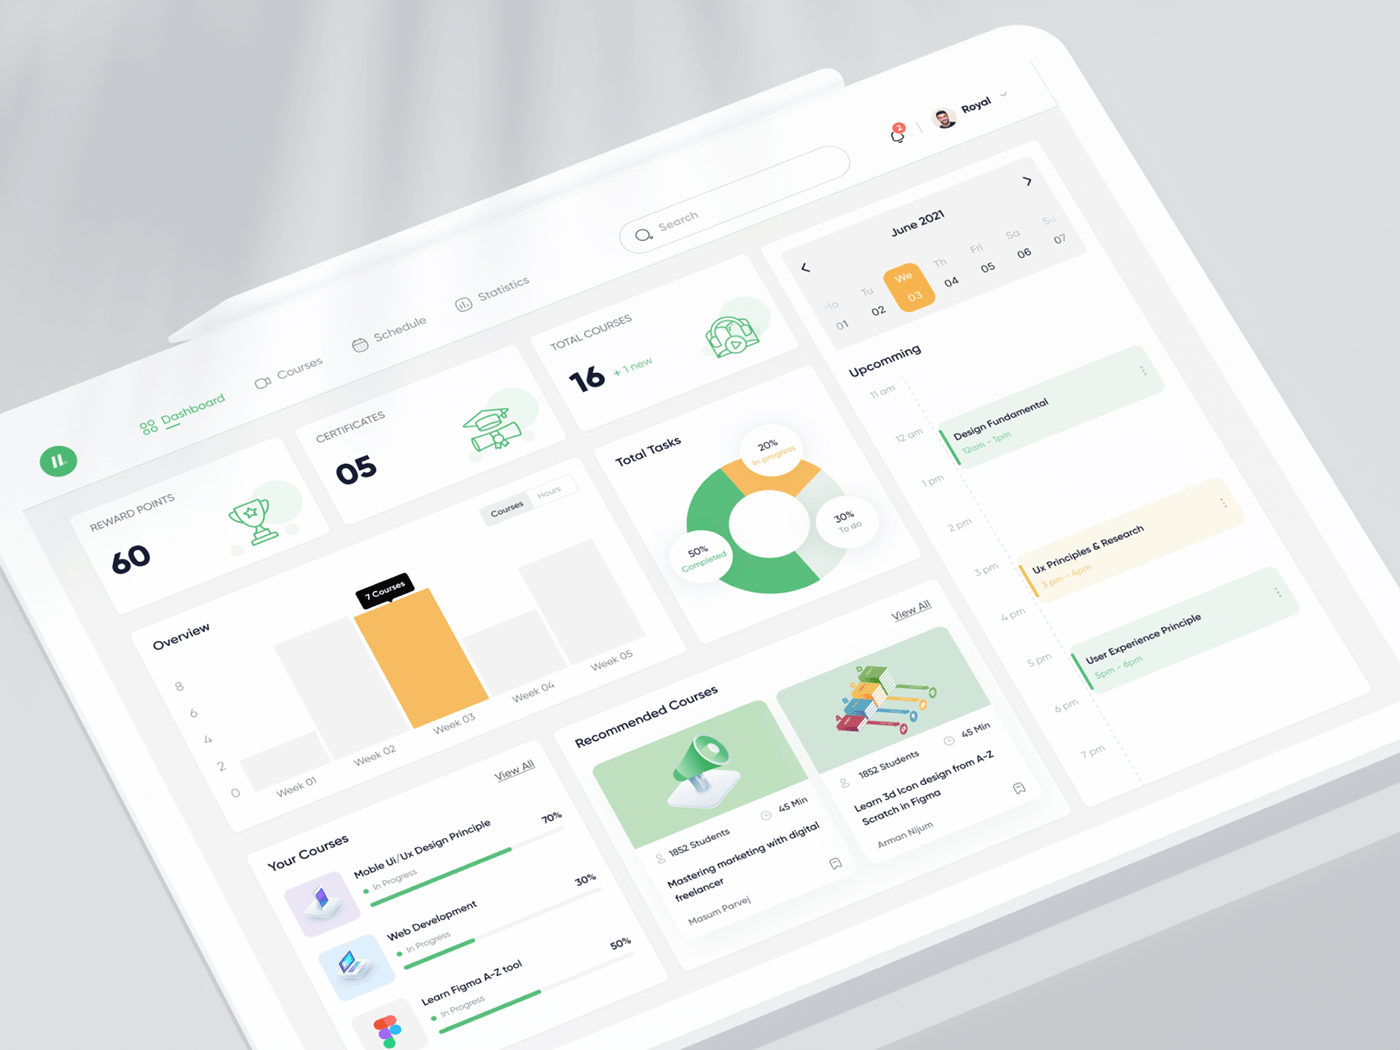 Dashboard
Courses
Schedule
Statistics
Search
2
Royal
REWARD POINTS
60
CERTIFICATES
05
TOTAL COURSES
16
+ 1 new
Overview
Courses
Hours
8
6
4
2
0
7 Courses
Week 01
Week 02
Week 03
Week 04
Week 05
Total Tasks
20%
In progress
30%
To do
50%
Completed
Your Courses
View All
Moble Ui/Ux Design Principle
In Progress
70%
Web Development
In Progress
30%
Learn Figma A-Z tool
In Progress
50%
Recommended Courses
View All
1852 Students
45 Min
Mastering marketing with digital
freelancer
Masum Parvej
1852 Students
45 Min
Learn 3d Icon design from A-Z
Scratch in Figma
Arman Nijum
June 2021
Mo Tu We Th Fri Sa Su
01 02 03 04 05 06 07
Upcomming
11 am
12 am
Design Fundamental
12am - 1pm
1 pm
2 pm
3 pm
Ux Principles & Research
3 pm - 4pm
4 pm
5 pm
User Experience Principle
5pm - 6pm
6 pm
7 pm